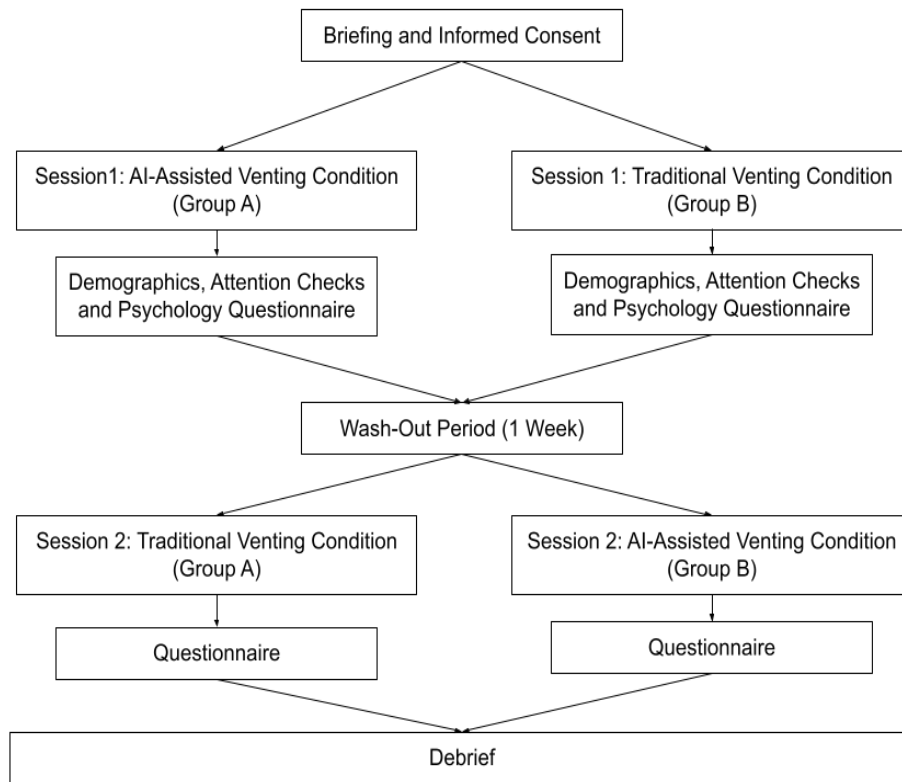 Briefing and Informed Consent
Session1: AI-Assisted Venting Condition
(Group A)
Session 1: Traditional Venting Condition
(Group B)
Demographics, Attention Checks
and Psychology Questionnaire
Demographics, Attention Checks
and Psychology Questionnaire
Wash-Out Period (1 Week)
Session 2: Traditional Venting Condition
(Group A)
Session 2: AI-Assisted Venting Condition
(Group B)
Questionnaire
Questionnaire
Debrief